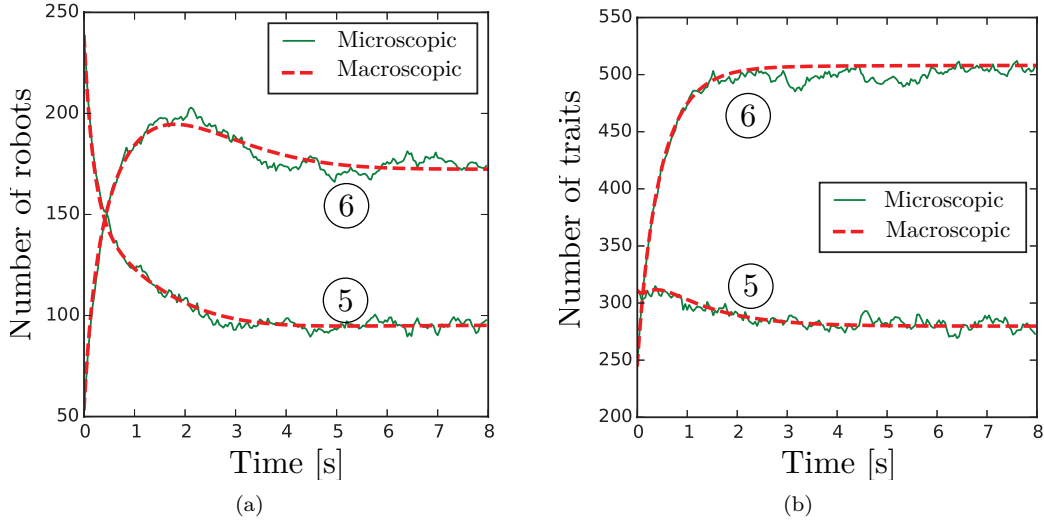 250
200
150
100
50
0 1 2 3 4 5 6 7 8
Number of robots
Time [s]
Microscopic
Macroscopic
6
5
(a)
550
500
450
400
350
300
250
200
0 1 2 3 4 5 6 7 8
Number of traits
Time [s]
6
Microscopic
Macroscopic
5
(b)